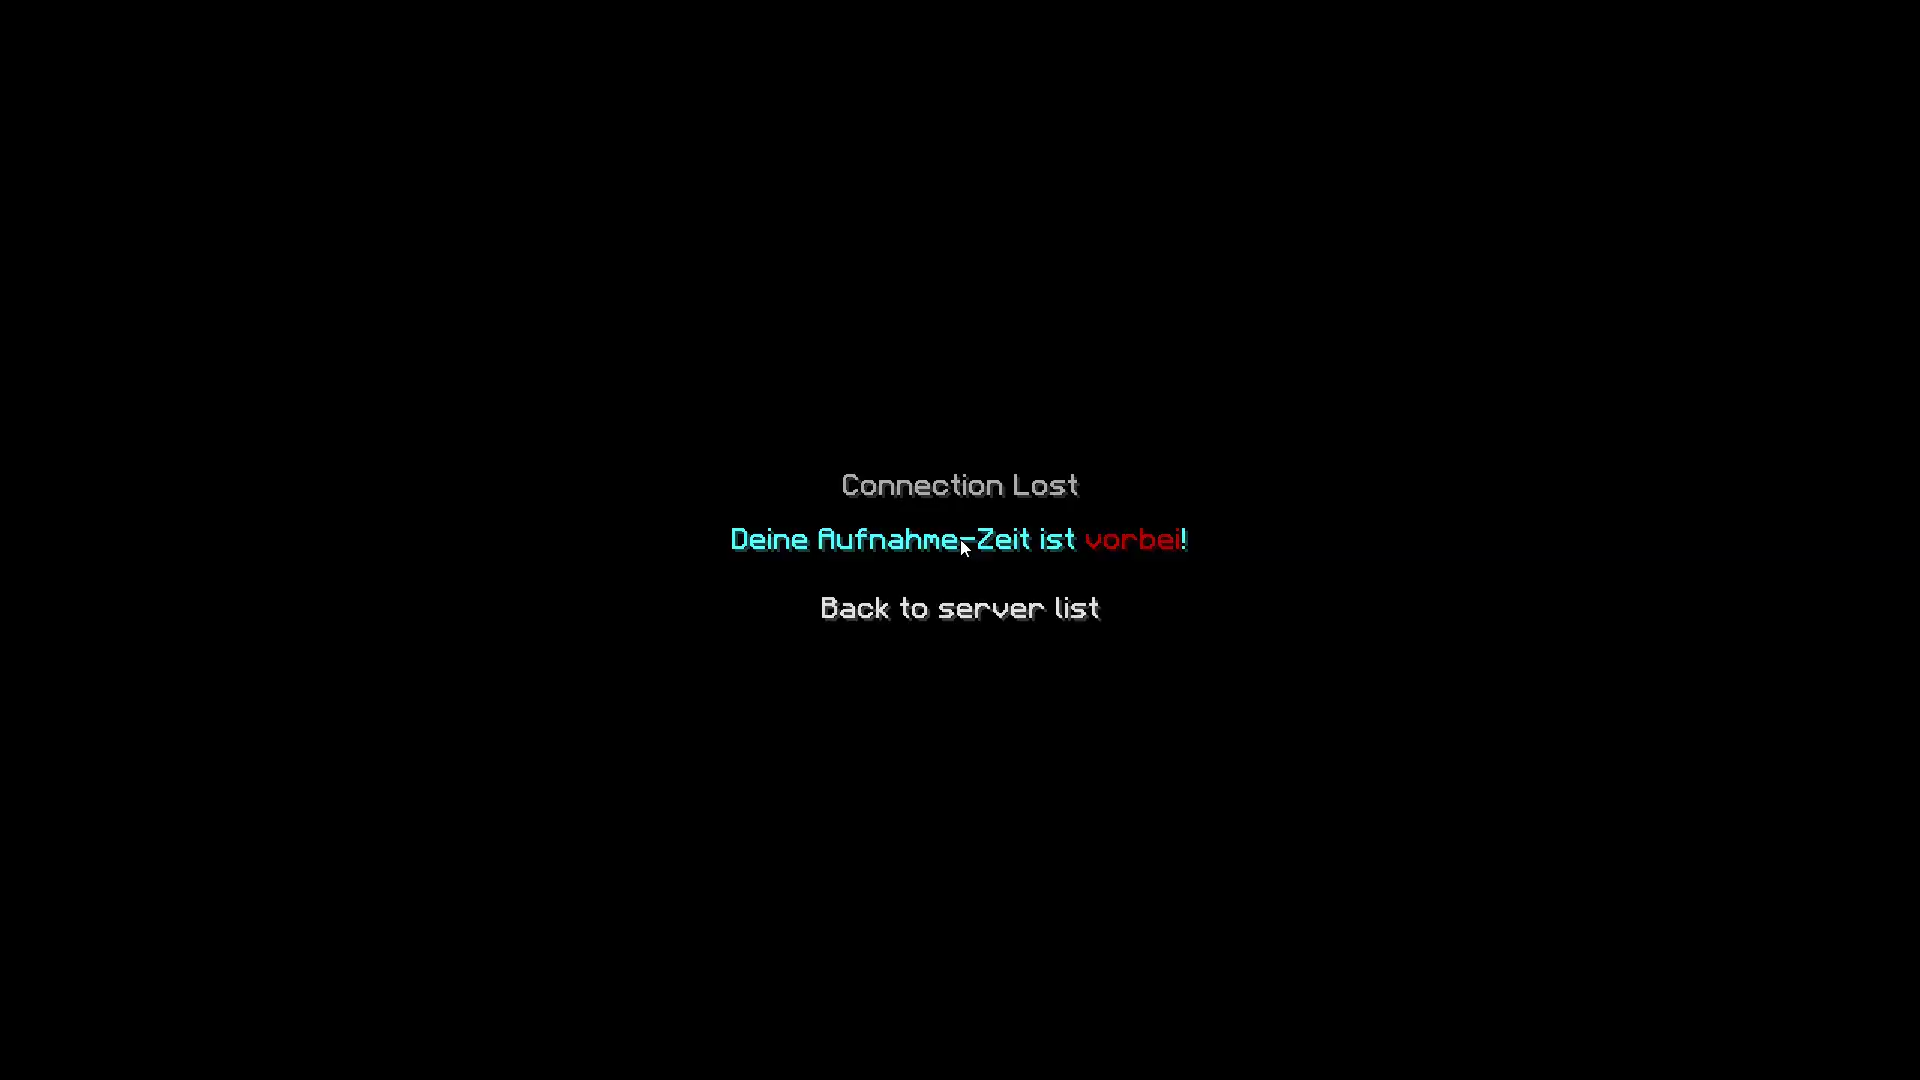 Connection Lost
Deine Aufnahme-Zeit ist vorbei!
Back to server list